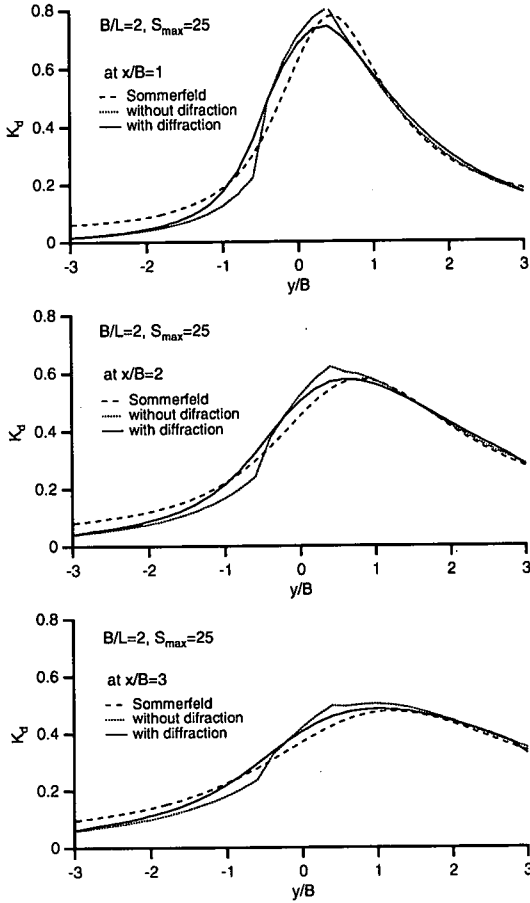 0.8
0.6
0.4
0.2
0
K_d
B/L=2, S_max=25
at x/B=1
Sommerfeld
without difraction
with diffraction
-3 -2 -1 0 1 2 3
y/B
0.8
0.6
0.4
0.2
0
K_d
B/L=2, S_max=25
at x/B=2
Sommerfeld
without difraction
with diffraction
-3 -2 -1 0 1 2 3
y/B
0.8
0.6
0.4
0.2
0
K_d
B/L=2, S_max=25
at x/B=3
Sommerfeld
without difraction
with diffraction
-3 -2 -1 0 1 2 3
y/B